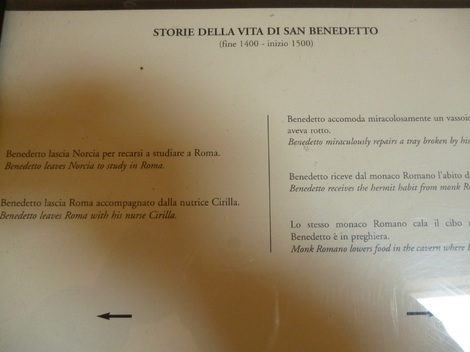 STORIE DELLA VITA DI SAN BENEDETTO
(fine 1400 - inizio 1500)
Benedetto lascia Norcia per recarsi a studiare a Roma.
Benedetto leaves Norcia to study in Roma.
Benedetto lascia Roma accompagnato dalla nutrice Cirilla.
Benedetto leaves Roma with his nurse Cirilla.
Benedetto accomoda miracolosamente un vassoio
aveva rotto.
Benedetto miraculously repairs a tray broken by his
Benedetto riceve dal monaco Romano l'abito
Benedetto receives the hermit habit from monk
Lo stesso monaco Romano cala il cibo
Benedetto è in preghiera.
Monk Romano lowers food in the cavern where